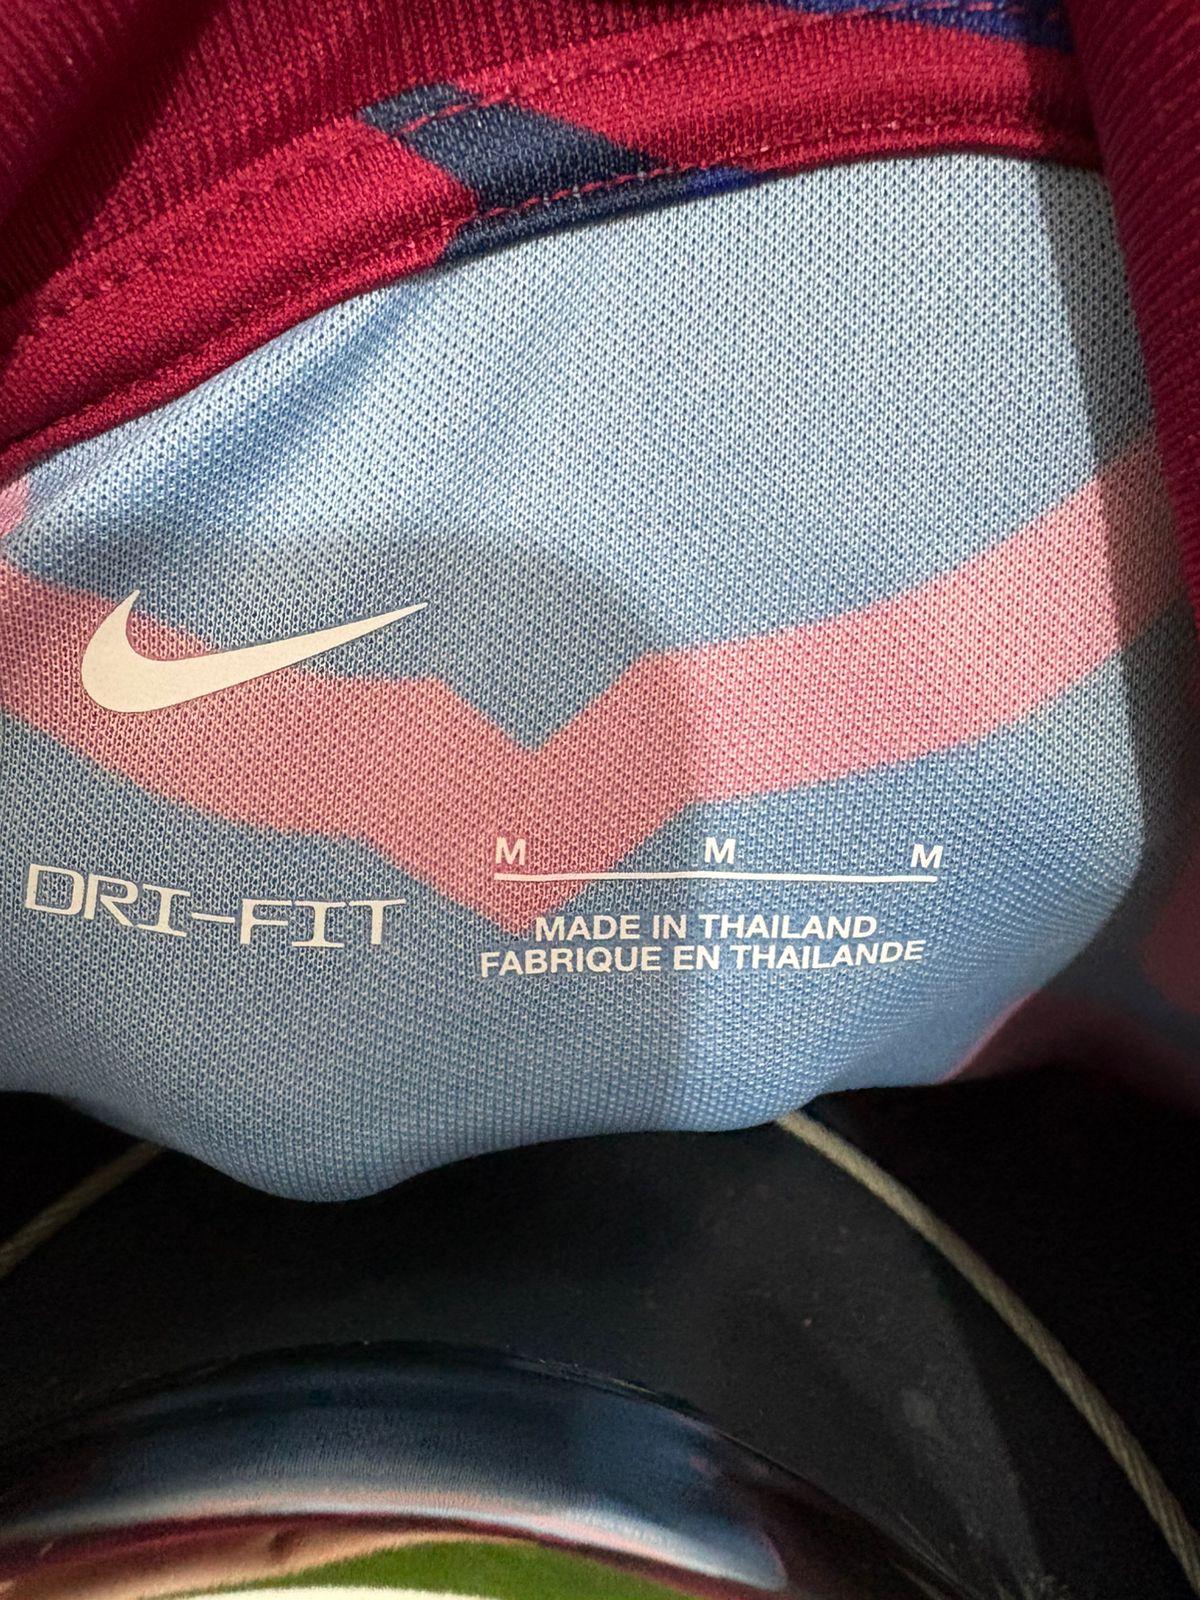 DRI-FIT
M M M
MADE IN THAILAND
FABRIQUE EN THAILANDE